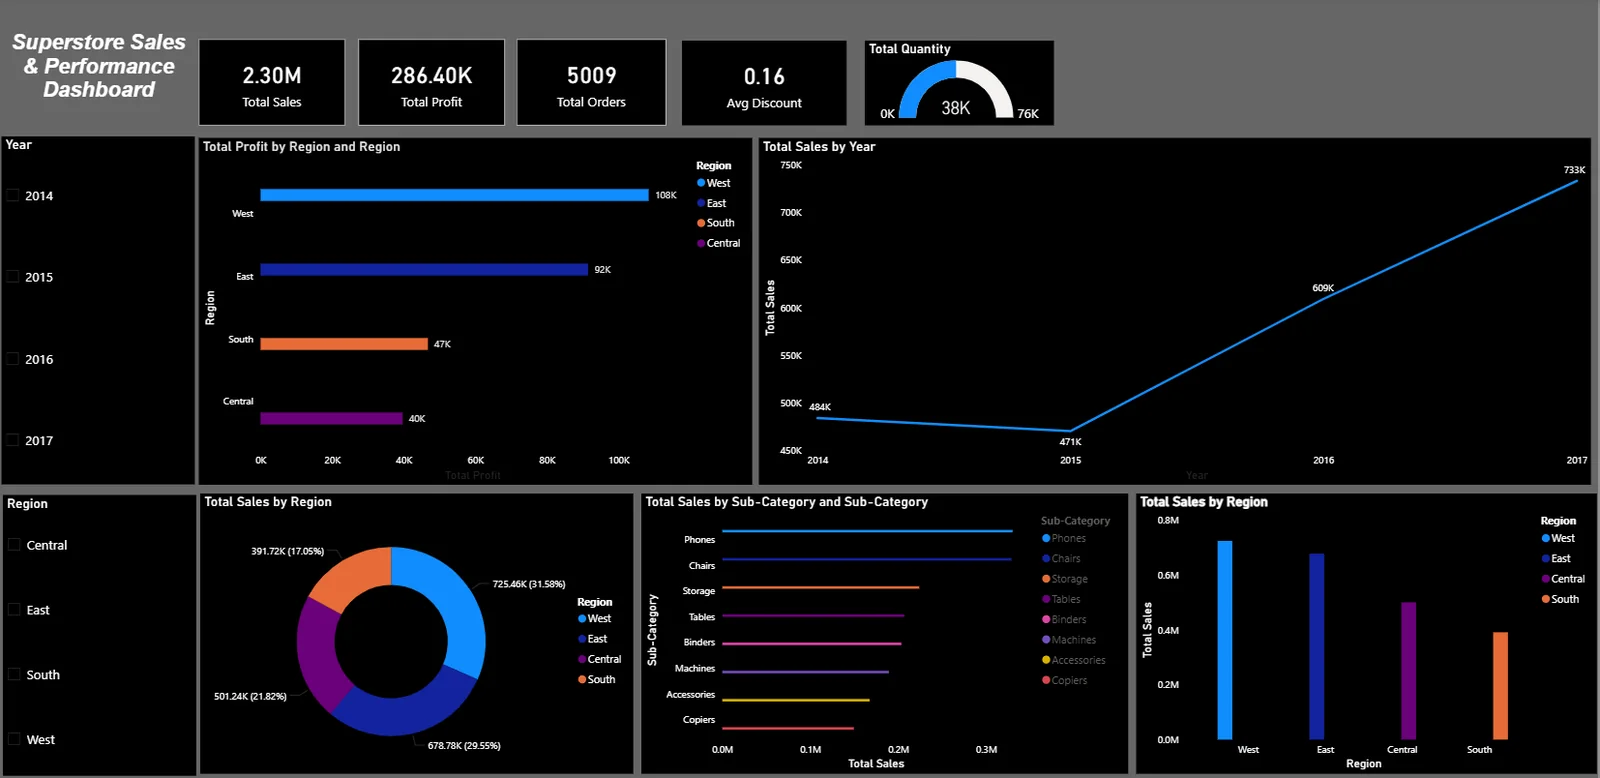 Superstore Sales
& Performance
Dashboard
2.30M
Total Sales
286.40K
Total Profit
5009
Total Orders
0.16
Avg Discount
Total Quantity
0K
38K
76K
Year
2014
2015
2016
2017
Total Profit by Region and Region
Region
West
East
South
Central
Region
West
East
South
Central
108K
92K
47K
40K
0K
20K
40K
60K
80K
100K
Total Profit
Total Sales by Year
Total Sales
750K
700K
650K
600K
550K
500K
450K
484K
471K
609K
733K
2014
2015
2016
2017
Year
Region
Central
East
South
West
Total Sales by Region
391.72K (17.05%)
725.46K (31.58%)
501.24K (21.82%)
678.78K (29.55%)
Region
West
East
Central
South
Total Sales by Sub-Category and Sub-Category
Sub-Category
Phones
Chairs
Storage
Tables
Binders
Machines
Accessories
Copiers
0.0M
0.1M
0.2M
0.3M
Total Sales
Sub-Category
Phones
Chairs
Storage
Tables
Binders
Machines
Accessories
Copiers
Total Sales by Region
Total Sales
0.8M
0.6M
0.4M
0.2M
0.0M
West
East
Central
South
Region
Region
West
East
Central
South